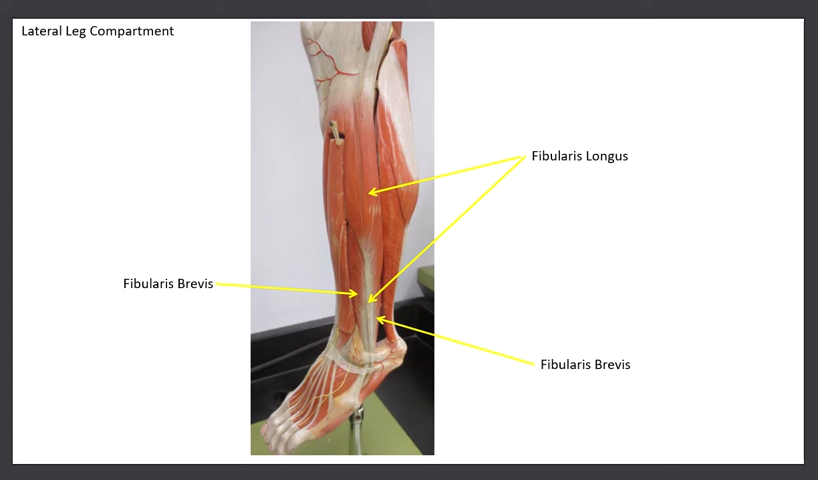 Lateral Leg Compartment
Fibularis Longus
Fibularis Brevis
Fibularis Brevis